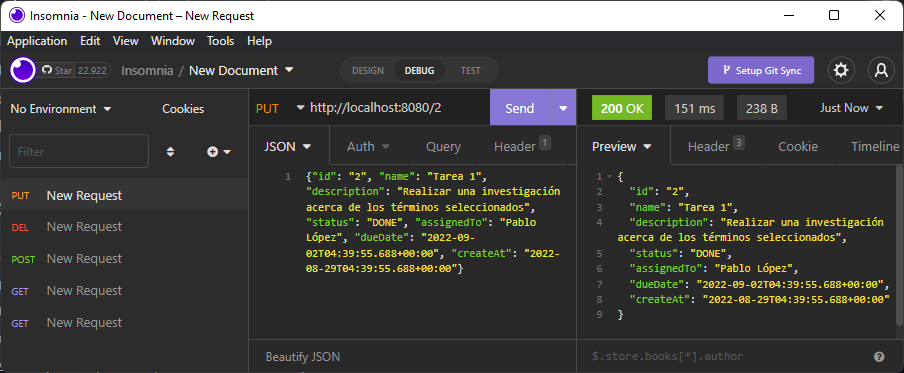 Insomnia - New Document – New Request
Application Edit View Window Tools Help
Star 22.922 Insomnia / New Document DESIGN DEBUG TEST Setup Git Sync
No Environment Cookies
Filter
PUT New Request
DEL New Request
POST New Request
GET New Request
GET New Request
PUT http://localhost:8080/2 Send
JSON Auth Query Header 1
1 {"id": "2", "name": "Tarea 1",
"description": "Realizar una investigación
acerca de los términos seleccionados",
"status": "DONE", "assignedTo": "Pablo
López", "dueDate": "2022-09-
02T04:39:55.688+00:00", "createAt": "2022-
08-29T04:39:55.688+00:00"}
Beautify JSON
200 OK 151 ms 238 B Just Now
Preview Header 3 Cookie Timeline
1 {
2 "id": "2",
3 "name": "Tarea 1",
4 "description": "Realizar una investigación
acerca de los términos seleccionados",
5 "status": "DONE",
6 "assignedTo": "Pablo López",
7 "dueDate": "2022-09-02T04:39:55.688+00:00",
8 "createAt": "2022-08-29T04:39:55.688+00:00"
9 }
$.store.books[*].author